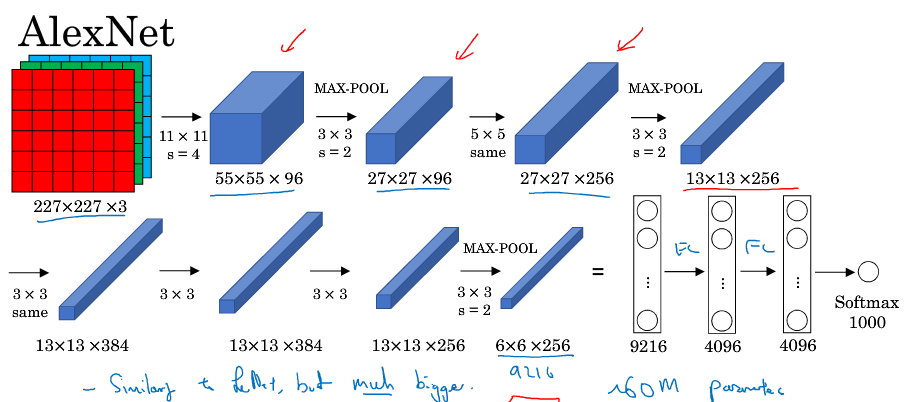 AlexNet
MAX-POOL
MAX-POOL
11 × 11
s = 4
3 × 3
s = 2
5 × 5
same
3 × 3
s = 2
227×227 ×3
55×55 × 96
27×27 ×96
27×27 ×256
13×13 ×256
MAX-POOL
FC
FC
3 × 3
same
3 × 3
3 × 3
3 × 3
s = 2
=
...
...
...
Softmax
1000
13×13 ×384
13×13 ×384
13×13 ×256
6×6 ×256
9216
4096
4096
9216
- Similar to LeNet, but much bigger.
~60M parameters